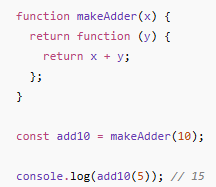 function makeAdder(x) {
  return function (y) {
    return x + y;
  };
}

const add10 = makeAdder(10);

console.log(add10(5)); // 15